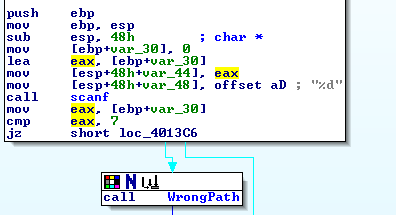 push ebp
mov ebp, esp
sub esp, 48h ; char *
mov [ebp+var_30], 0
lea eax, [ebp+var_30]
mov [esp+48h+var_44], eax
mov [esp+48h+var_48], offset aD ; "%d"
call scanf
mov eax, [ebp+var_30]
cmp eax, 7
jz short loc_4013C6
call WrongPath